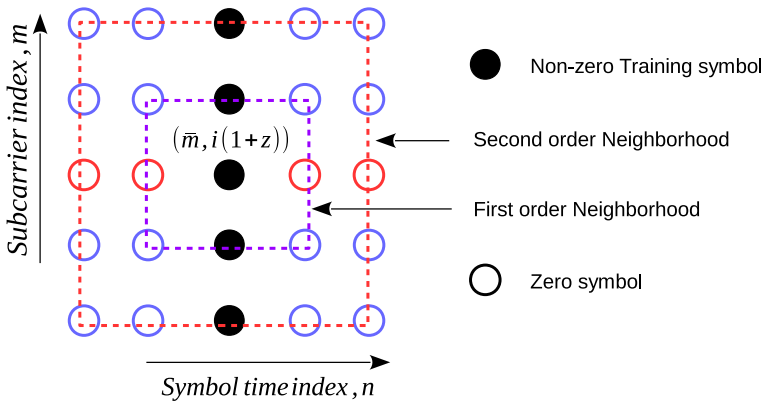 Subcarrier index, m
(m̅, i(1+z))
Symbol time index, n
Non-zero Training symbol
Second order Neighborhood
First order Neighborhood
Zero symbol